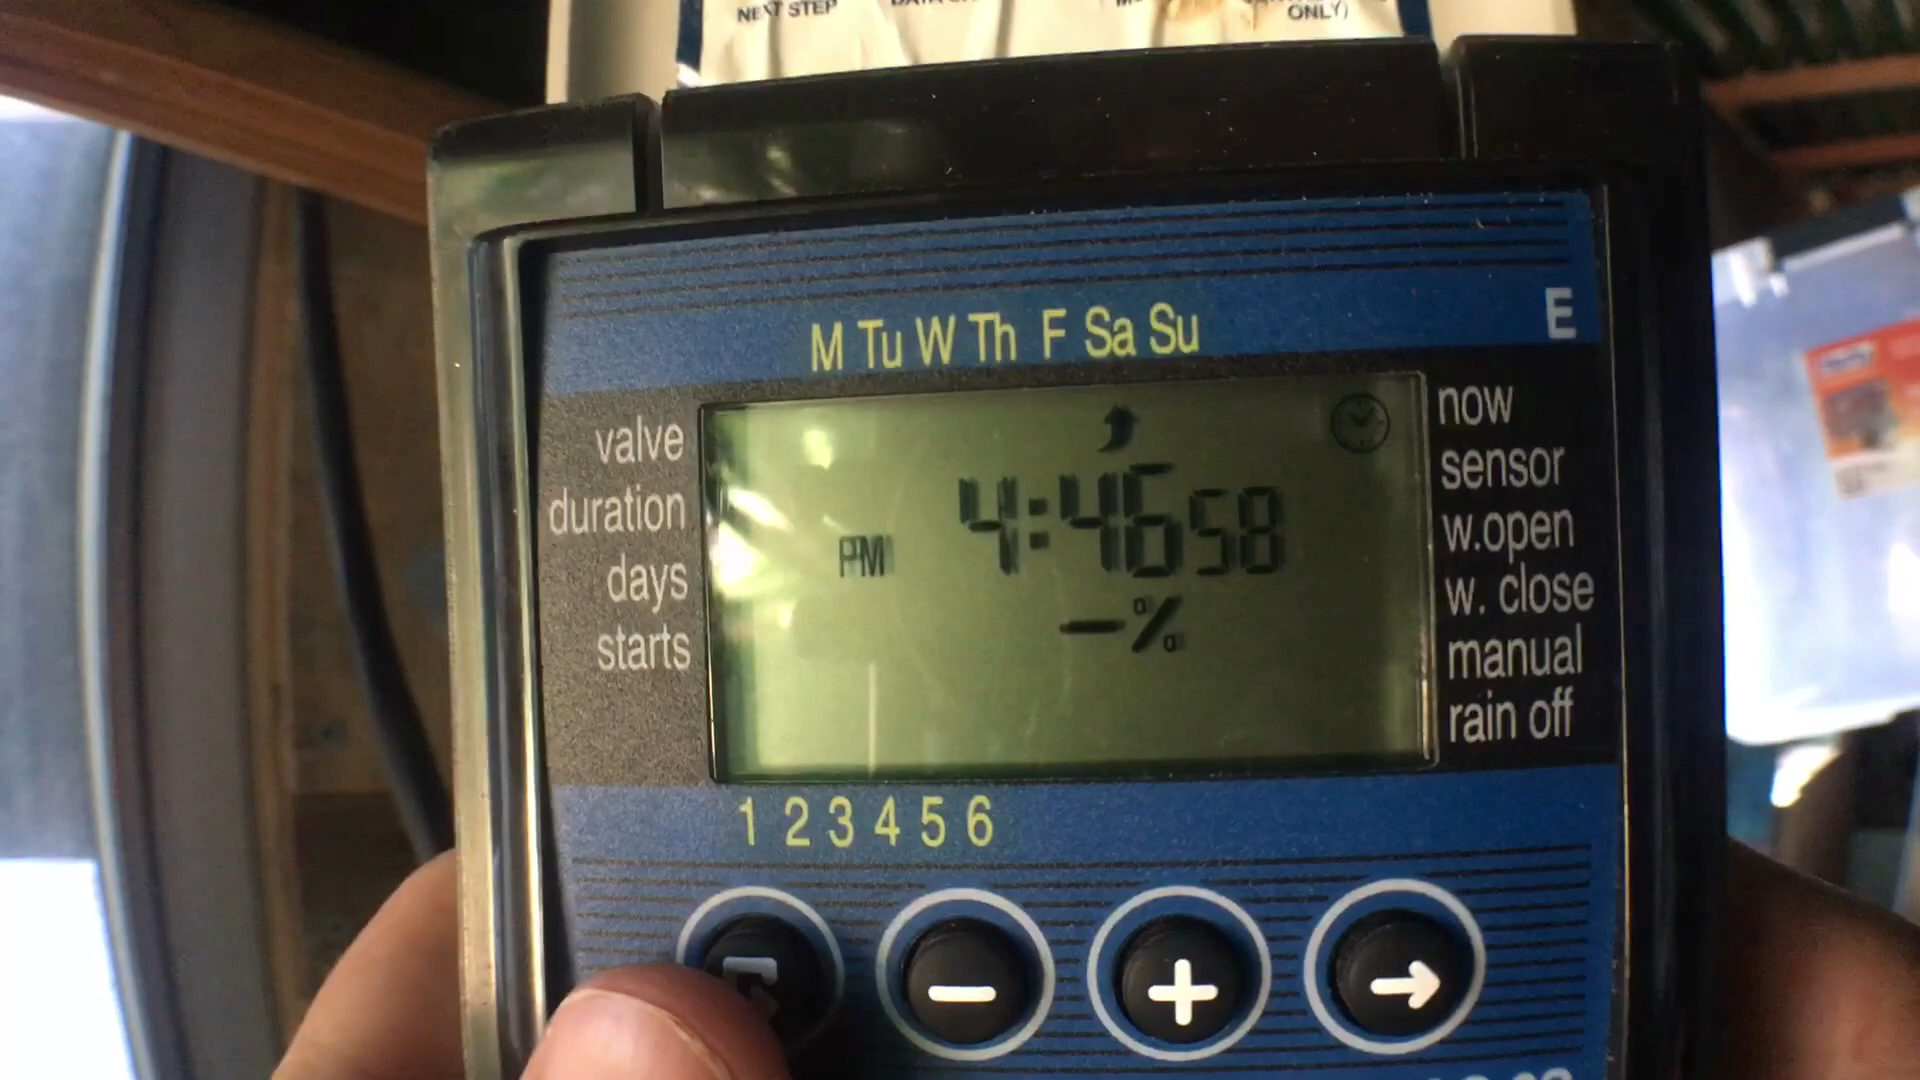 NEXT STEP
ONLY)
M Tu W Th F Sa Su
E
valve
duration
days
starts
PM 4:46 58
-%
now
sensor
w.open
w. close
manual
rain off
1 2 3 4 5 6
- + →